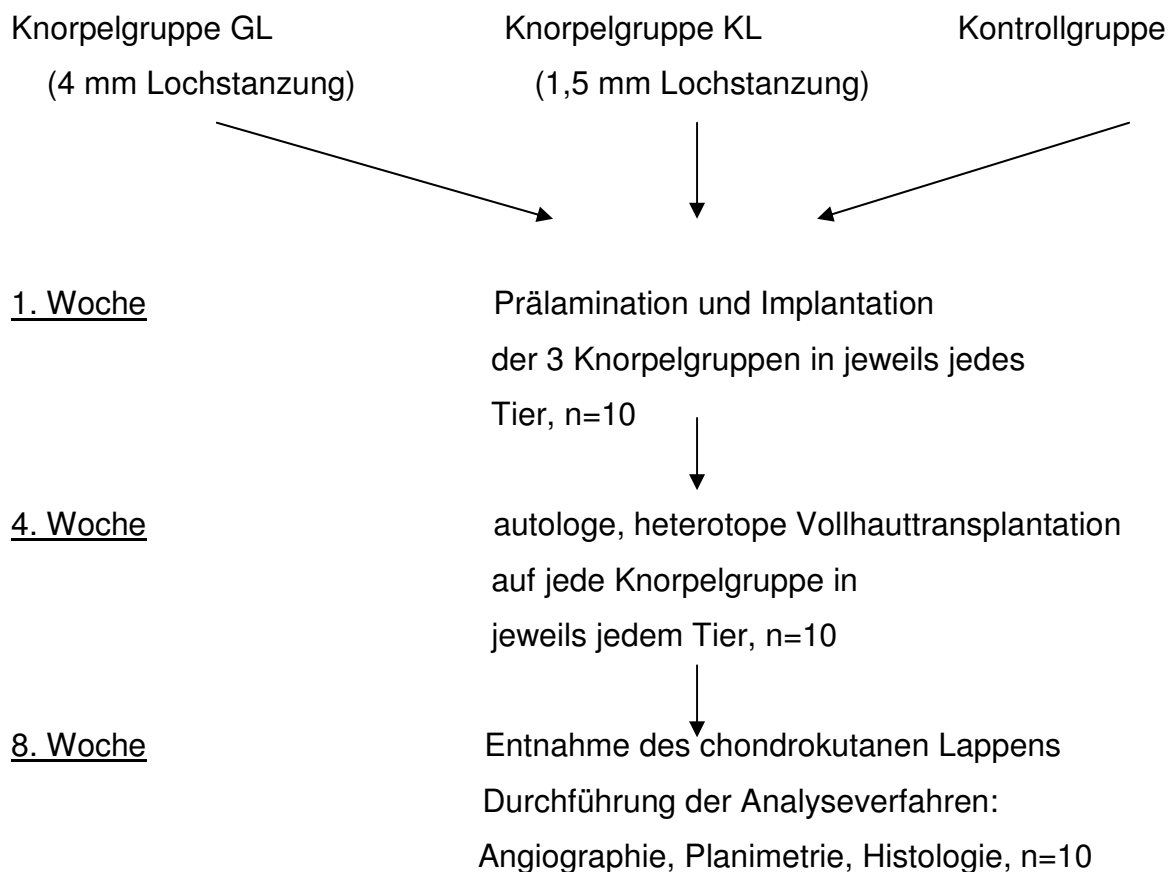 Knorpelgruppe GL Knorpelgruppe KL Kontrollgruppe
(4 mm Lochstanzung) (1,5 mm Lochstanzung)
1. Woche Prälamination und Implantation
der 3 Knorpelgruppen in jeweils jedes
Tier, n=10
4. Woche autologe, heterotope Vollhauttransplantation
auf jede Knorpelgruppe in
jeweils jedem Tier, n=10
8. Woche Entnahme des chondrokutanen Lappens
Durchführung der Analyseverfahren:
Angiographie, Planimetrie, Histologie, n=10